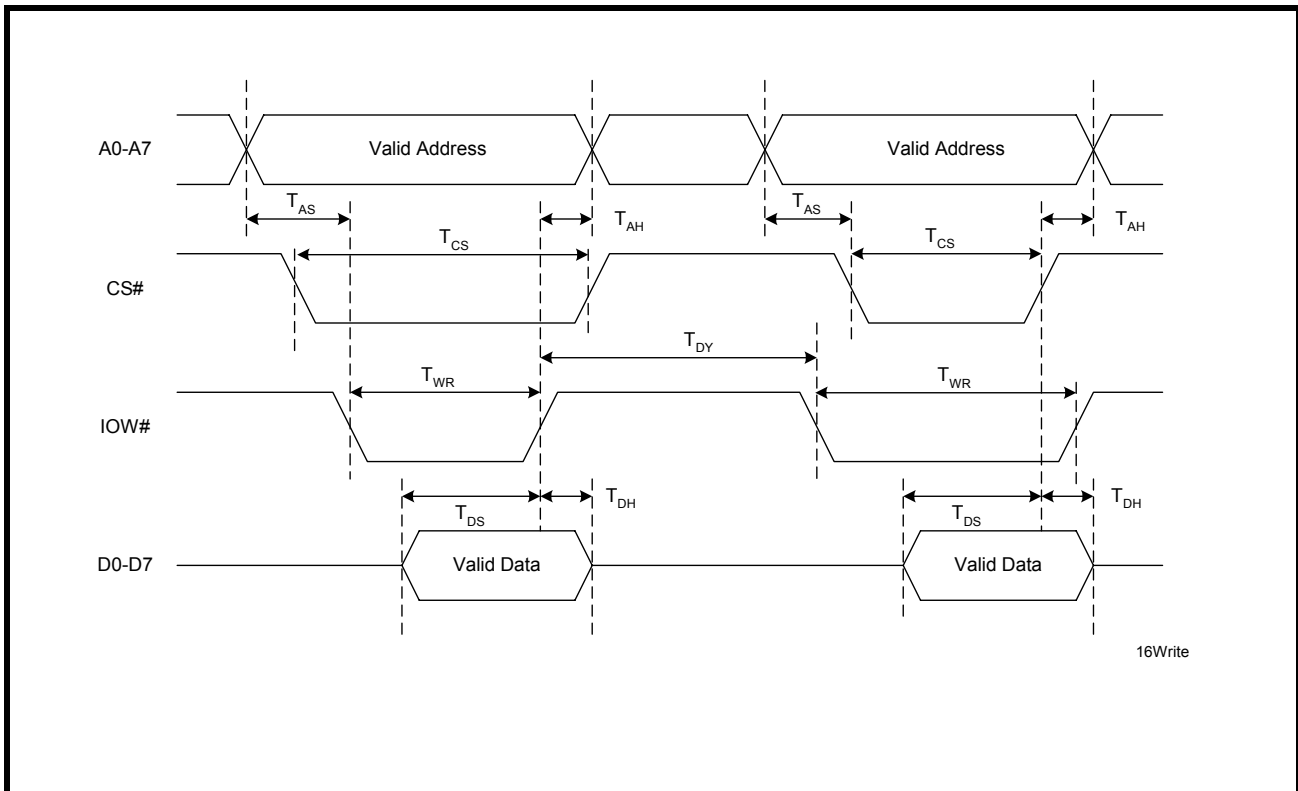 A0-A7
Valid Address
Valid Address
TAS
TAH
TAS
TAH
TCS
TCS
CS#
TDY
TWR
TWR
IOW#
TDS
TDH
TDS
TDH
D0-D7
Valid Data
Valid Data
16Write